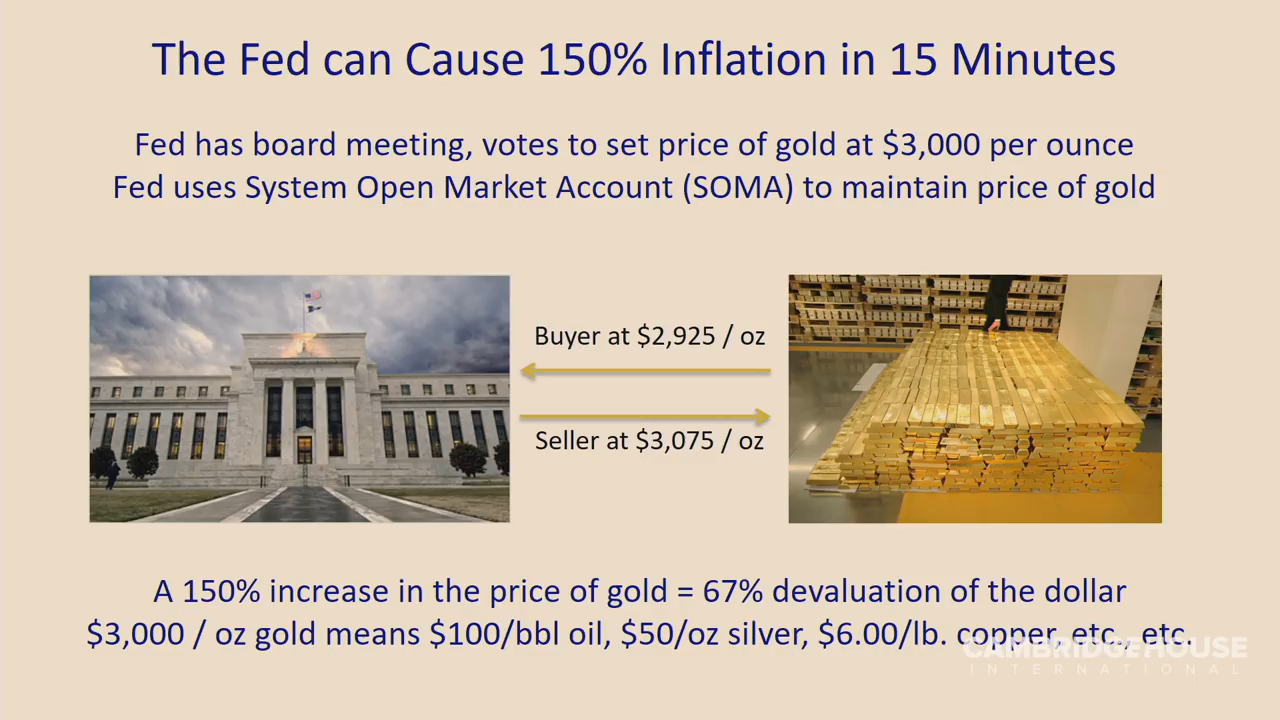 The Fed can Cause 150% Inflation in 15 Minutes
Fed has board meeting, votes to set price of gold at $3,000 per ounce
Fed uses System Open Market Account (SOMA) to maintain price of gold
Buyer at $2,925 / oz
Seller at $3,075 / oz
A 150% increase in the price of gold = 67% devaluation of the dollar
$3,000 / oz gold means $100/bbl oil, $50/oz silver, $6.00/lb. copper, etc., etc.
CAMBRIDGEHOUSE
INTERNATIONAL